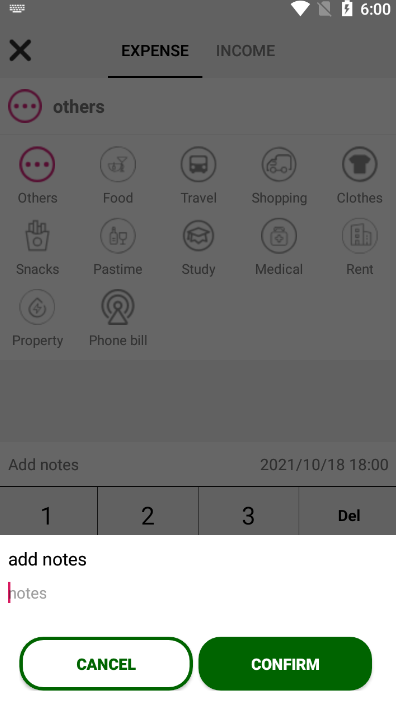 6:00
EXPENSE INCOME
others
Others Food Travel Shopping Clothes
Snacks Pastime Study Medical Rent
Property Phone bill
Add notes 2021/10/18 18:00
1 2 3 Del
add notes
notes
CANCEL CONFIRM